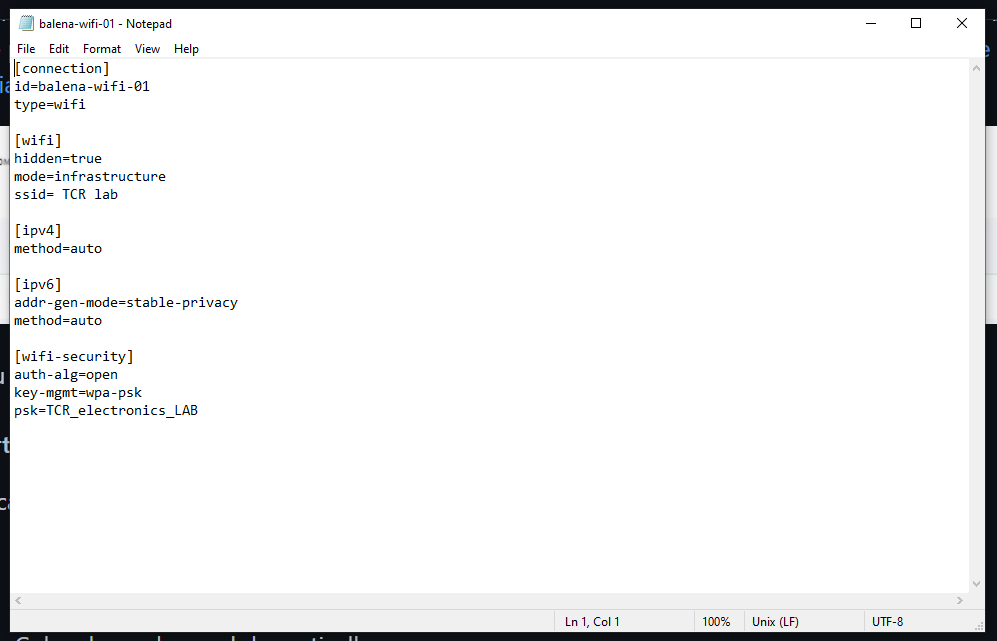 balena-wifi-01 - Notepad
File Edit Format View Help
[connection]
id=balena-wifi-01
type=wifi

[wifi]
hidden=true
mode=infrastructure
ssid= TCR lab

[ipv4]
method=auto

[ipv6]
addr-gen-mode=stable-privacy
method=auto

[wifi-security]
auth-alg=open
key-mgmt=wpa-psk
psk=TCR_electronics_LAB
Ln 1, Col 1 100% Unix (LF) UTF-8